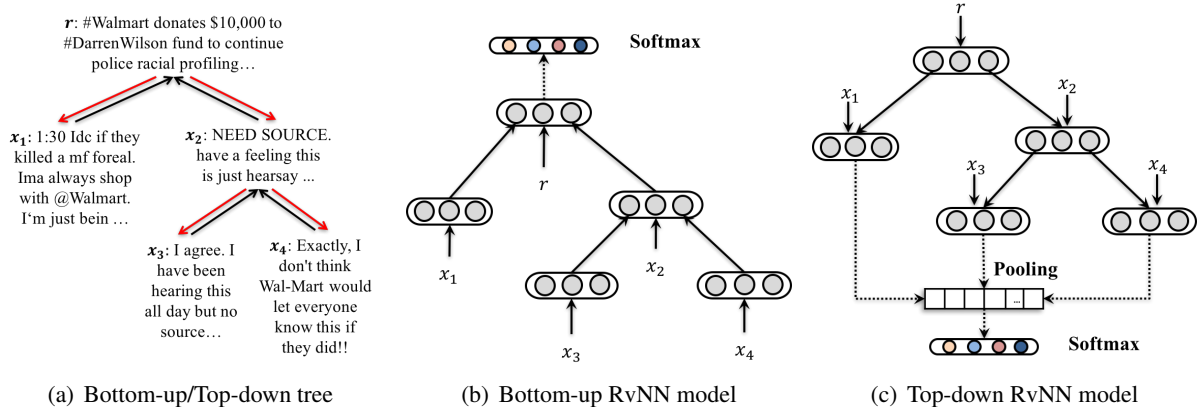 r: #Walmart donates $10,000 to
#DarrenWilson fund to continue
police racial profiling…
x₁: 1:30 Idc if they
killed a mf foreal.
Ima always shop
with @Walmart.
I'm just bein …
x₂: NEED SOURCE.
have a feeling this
is just hearsay ...
x₃: I agree. I
have been
hearing this
all day but no
source…
x₄: Exactly, I
don't think
Wal-Mart would
let everyone
know this if
they did!!
(a) Bottom-up/Top-down tree
Softmax
r
x₁
x₂
x₃
x₄
(b) Bottom-up RvNN model
r
x₁
x₂
x₃
x₄
Pooling
...
Softmax
(c) Top-down RvNN model